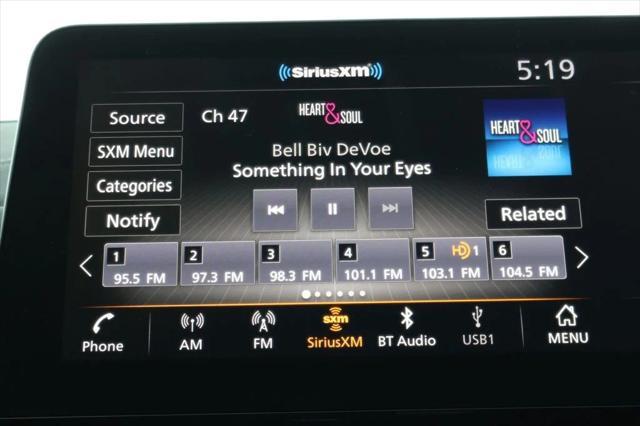 SiriusXM
5:19
Source
Ch 47
HEART & SOUL
HEART & SOUL
SXM Menu
Bell Biv DeVoe
Something In Your Eyes
Categories
Notify
Related
1
95.5 FM
2
97.3 FM
3
98.3 FM
4
101.1 FM
5
HD 1
103.1 FM
6
104.5 FM
Phone
AM
FM
sxm
SiriusXM
BT Audio
USB1
MENU